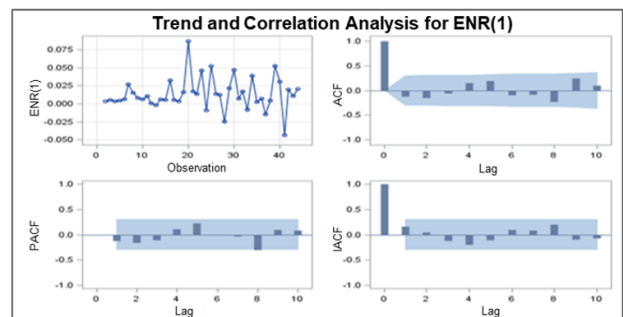 Trend and Correlation Analysis for ENR(1)
ENR(1)
0.075
0.050
0.025
0.000
-0.025
-0.050
0 10 20 30 40
Observation
ACF
1.0
0.5
0.0
-0.5
-1.0
0 2 4 6 8 10
Lag
PACF
1.0
0.5
0.0
-0.5
-1.0
0 2 4 6 8 10
Lag
IACF
1.0
0.5
0.0
-0.5
-1.0
0 2 4 6 8 10
Lag